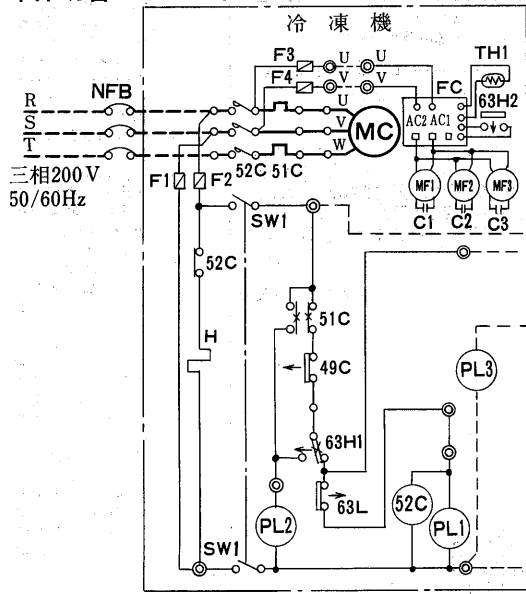 冷凍機
F3 U U TH1
F4 V V FC
NFB 63H2
R U AC2 AC1
S V MC
T W
三相200V 52C 51C MF1 MF2 MF3
50/60Hz F1 F2 C1 C2 C3
SW1
52C
51C
H
49C PL3
63H1
63L 52C
PL2 PL1
SW1